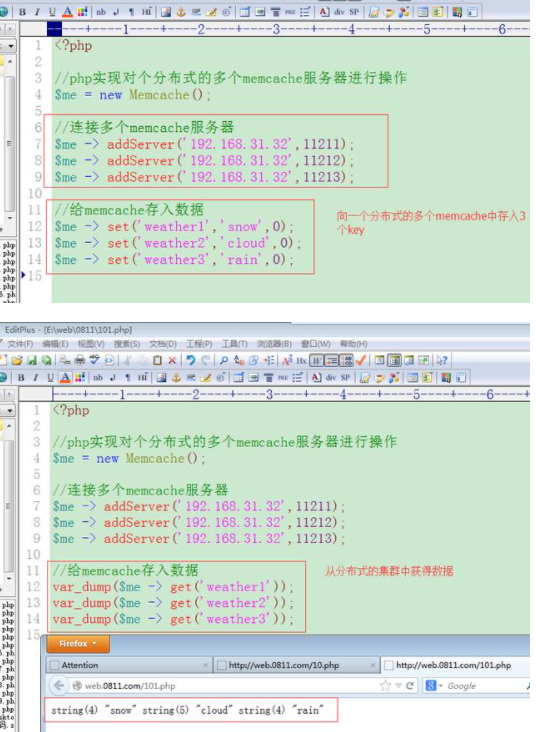 B I U A nb ¶ Hi PRE A div SP
----+----1----+----2----+----3----+----4----+----5----+----6--
1 <?php
2
3 //php实现对个分布式的多个memcache服务器进行操作
4 $me = new Memcache();
5
6 //连接多个memcache服务器
7 $me -> addServer('192.168.31.32',11211);
8 $me -> addServer('192.168.31.32',11212);
9 $me -> addServer('192.168.31.32',11213);
10
11 //给memcache存入数据
12 $me -> set('weather1','snow',0);
13 $me -> set('weather2','cloud',0);
14 $me -> set('weather3','rain',0);
15
向一个分布式的多个memcache中存入3
个key
EditPlus - [E:\web\0811\101.php]
文件(F) 编辑(E) 视图(V) 搜索(S) 文档(D) 工程(P) 工具(T) 浏览器(B) 窗口(W) 帮助(H)
B I U A nb ¶ Hi PRE A div SP
----+----1----+----2----+----3----+----4----+----5----+----6----+
1 <?php
2
3 //php实现对个分布式的多个memcache服务器进行操作
4 $me = new Memcache();
5
6 //连接多个memcache服务器
7 $me -> addServer('192.168.31.32',11211);
8 $me -> addServer('192.168.31.32',11212);
9 $me -> addServer('192.168.31.32',11213);
10
11 //给memcache存入数据
12 var_dump($me -> get('weather1'));
13 var_dump($me -> get('weather2'));
14 var_dump($me -> get('weather3'));
15
从分布式的集群中获得数据
Firefox
Attention × http://web.0811.com/10.php × http://web.0811.com/101.php
web.0811.com/101.php Google
string(4) "snow" string(5) "cloud" string(4) "rain"